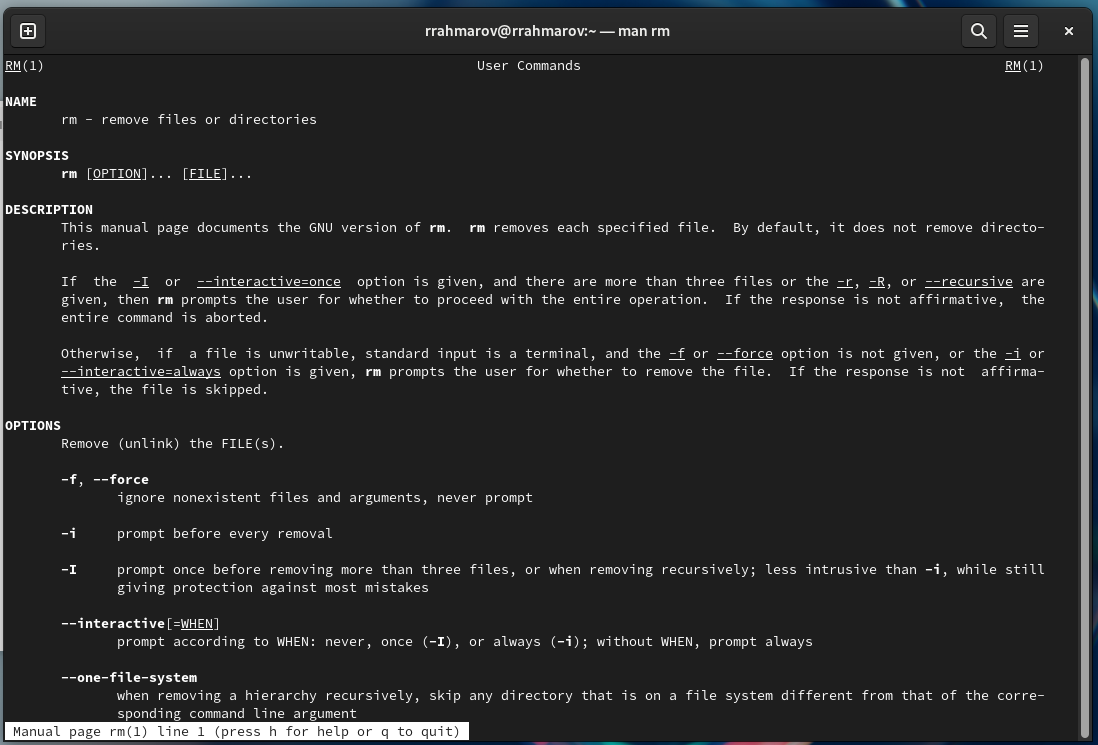 rrahmarov@rrahmarov:~ — man rm
RM(1) User Commands RM(1)
NAME
rm - remove files or directories
SYNOPSIS
rm [OPTION]... [FILE]...
DESCRIPTION
This manual page documents the GNU version of rm.  rm removes each specified file.  By default, it does not remove directo-
ries.
If  the  -I  or  --interactive=once  option is given, and there are more than three files or the -r, -R, or --recursive are
given, then rm prompts the user for whether to proceed with the entire operation.  If the response is not affirmative,  the
entire command is aborted.
Otherwise,  if  a file is unwritable, standard input is a terminal, and the -f or --force option is not given, or the -i or
--interactive=always option is given, rm prompts the user for whether to remove the file.  If the response is not  affirma-
tive, the file is skipped.
OPTIONS
Remove (unlink) the FILE(s).
-f, --force
ignore nonexistent files and arguments, never prompt
-i     prompt before every removal
-I     prompt once before removing more than three files, or when removing recursively; less intrusive than -i, while still
giving protection against most mistakes
--interactive[=WHEN]
prompt according to WHEN: never, once (-I), or always (-i); without WHEN, prompt always
--one-file-system
when removing a hierarchy recursively, skip any directory that is on a file system different from that of the corre-
sponding command line argument
Manual page rm(1) line 1 (press h for help or q to quit)